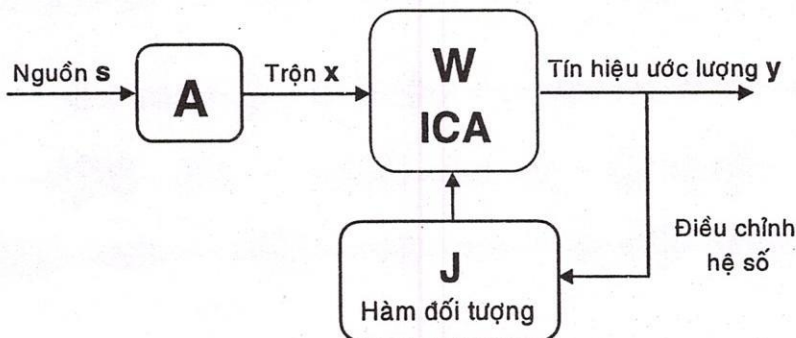 Nguồn s
A
Trộn x
W
ICA
Tín hiệu ước lượng y
Điều chỉnh
hệ số
J
Hàm đối tượng